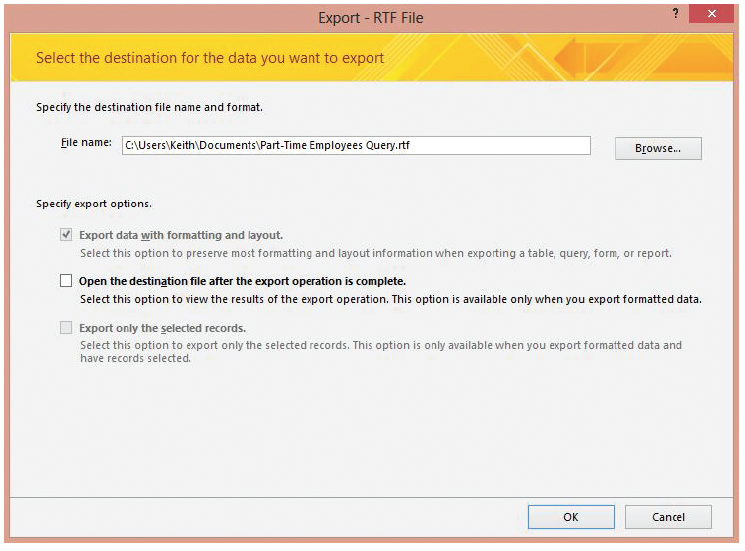 Export - RTF File
?
Select the destination for the data you want to export
Specify the destination file name and format.
File name: C:\Users\Keith\Documents\Part-Time Employees Query.rtf Browse...
Specify export options.
Export data with formatting and layout.
Select this option to preserve most formatting and layout information when exporting a table, query, form, or report.
Open the destination file after the export operation is complete.
Select this option to view the results of the export operation. This option is available only when you export formatted data.
Export only the selected records.
Select this option to export only the selected records. This option is only available when you export formatted data and
have records selected.
OK Cancel